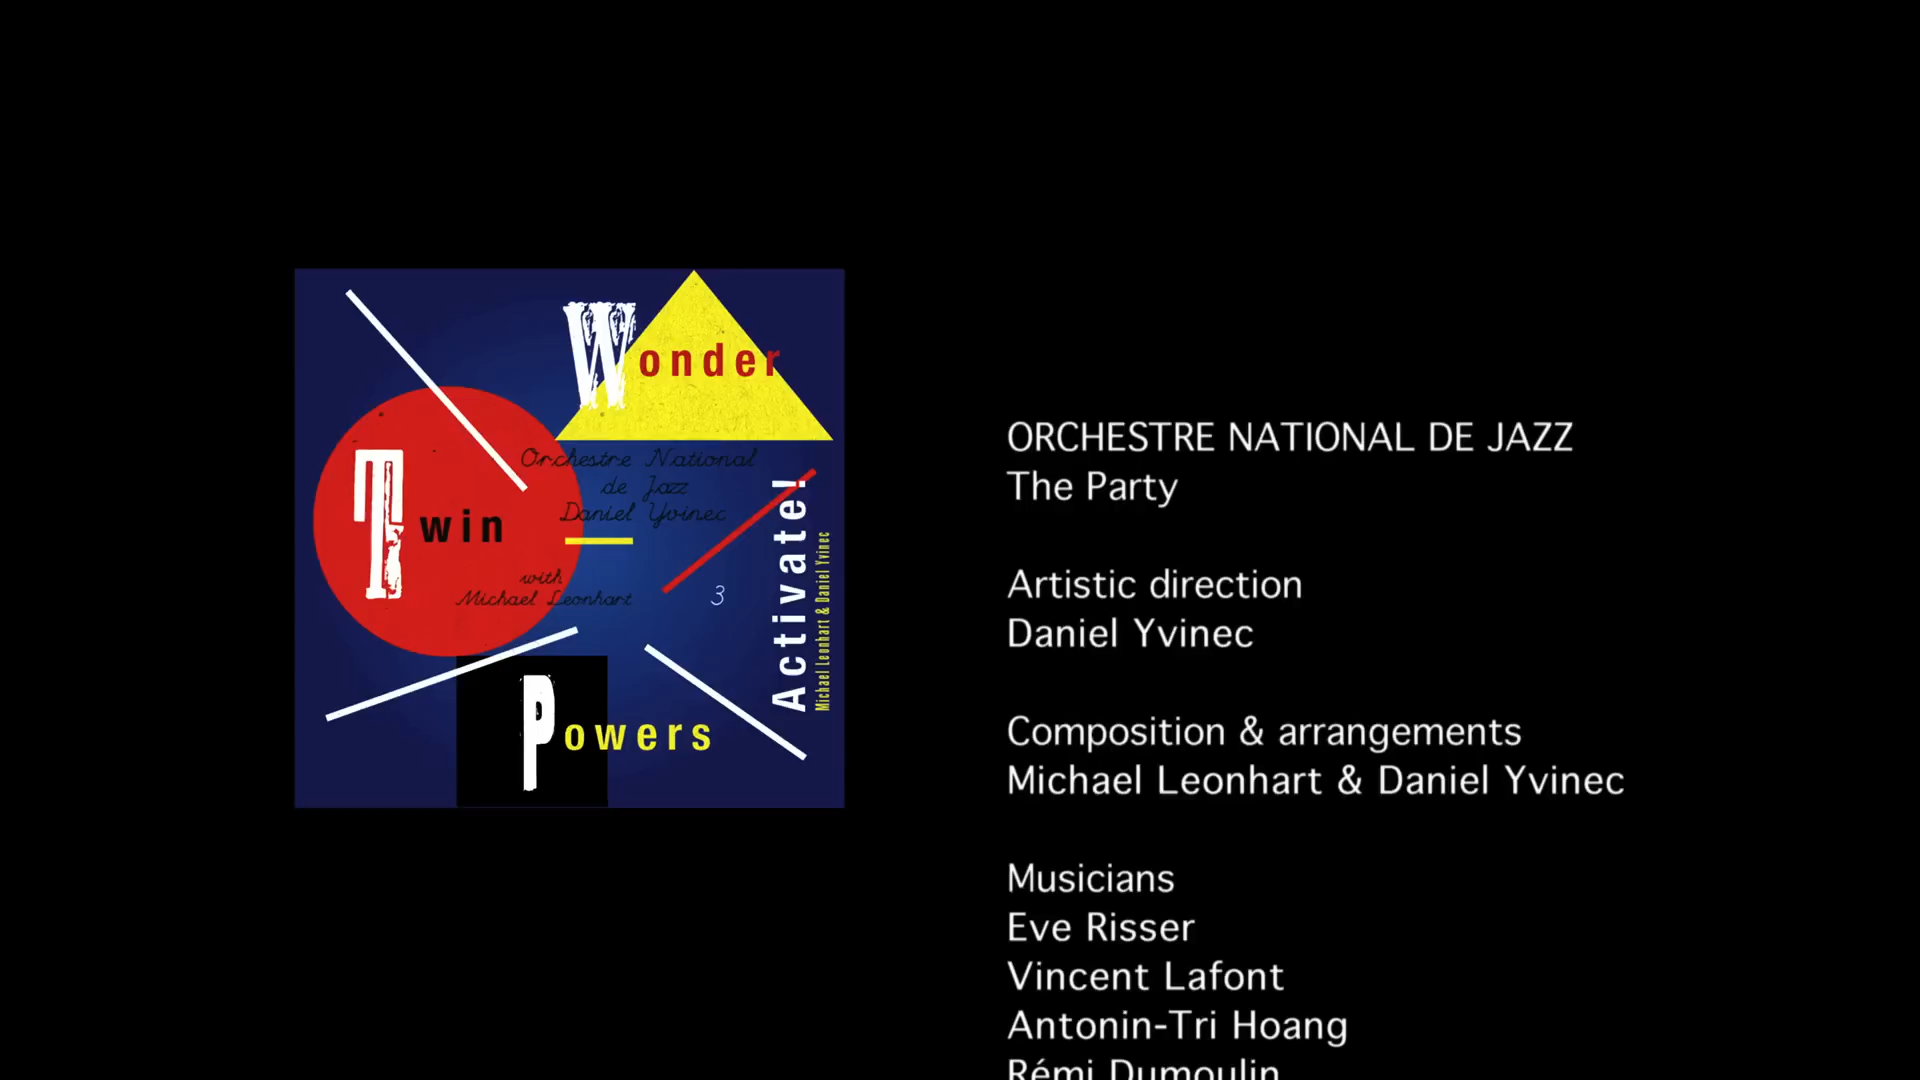 Wonder
Twin
Orchestre National
de Jazz
Daniel Yvinec
with
Michael Leonhart
3
Powers
Activate!
Michael Leonhart & Daniel Yvinec
ORCHESTRE NATIONAL DE JAZZ
The Party
Artistic direction
Daniel Yvinec
Composition & arrangements
Michael Leonhart & Daniel Yvinec
Musicians
Eve Risser
Vincent Lafont
Antonin-Tri Hoang
Rémi Dumoulin